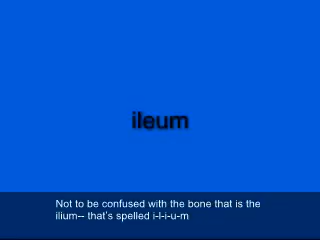 ileum
Not to be confused with the bone that is the
ilium-- that's spelled i-l-i-u-m